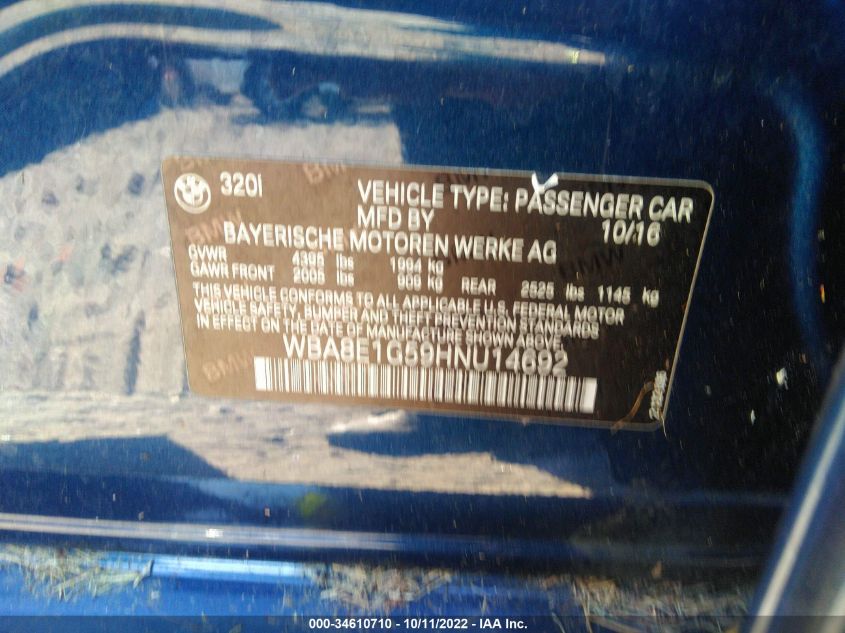 320i
VEHICLE TYPE: PASSENGER CAR
MFD BY 10/16
BAYERISCHE MOTOREN WERKE AG
GVWR 4395 lbs 1994 kg
GAWR FRONT 2005 lbs 909 kg REAR 2525 lbs 1145 kg
THIS VEHICLE CONFORMS TO ALL APPLICABLE U.S. FEDERAL MOTOR
VEHICLE SAFETY, BUMPER AND THEFT PREVENTION STANDARDS
IN EFFECT ON THE DATE OF MANUFACTURE SHOWN ABOVE.
WBA8E1G59HNU14692
000-34610710 - 10/11/2022 - IAA Inc.